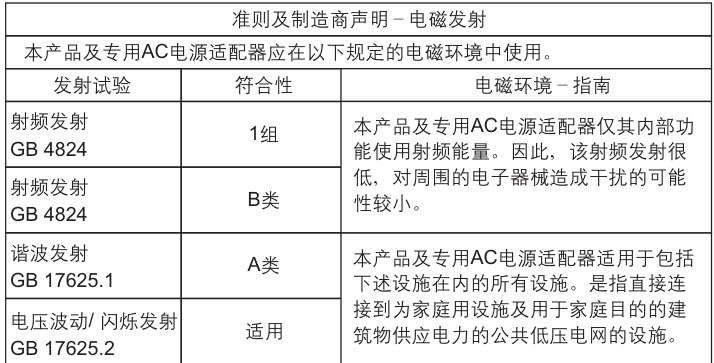 准则及制造商声明－电磁发射
本产品及专用AC电源适配器应在以下规定的电磁环境中使用。
发射试验
符合性
电磁环境－指南
射频发射
GB 4824
1组
本产品及专用AC电源适配器仅其内部功
能使用射频能量。因此，该射频发射很
低，对周围的电子器械造成干扰的可能
性较小。
射频发射
GB 4824
B类
谐波发射
GB 17625.1
A类
本产品及专用AC电源适配器适用于包括
下述设施在内的所有设施。是指直接连
接到为家庭用设施及用于家庭目的的建
筑物供应电力的公共低压电网的设施。
电压波动/ 闪烁发射
GB 17625.2
适用